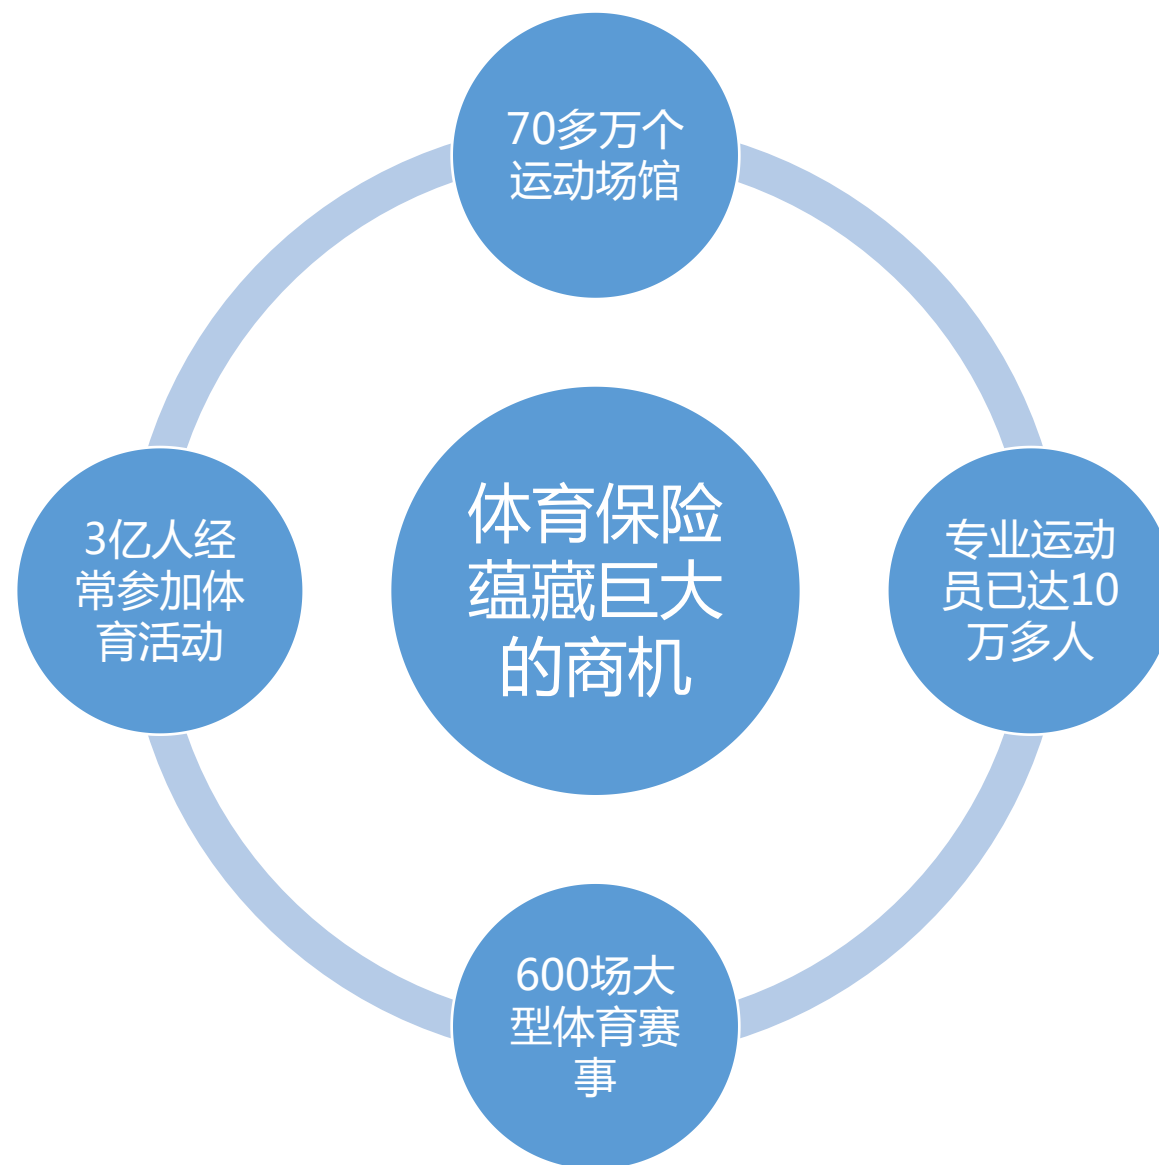 70多万个
运动场馆
3亿人经
常参加体
育活动
体育保险
蕴藏巨大
的商机
专业运动
员已达10
万多人
600场大
型体育赛
事